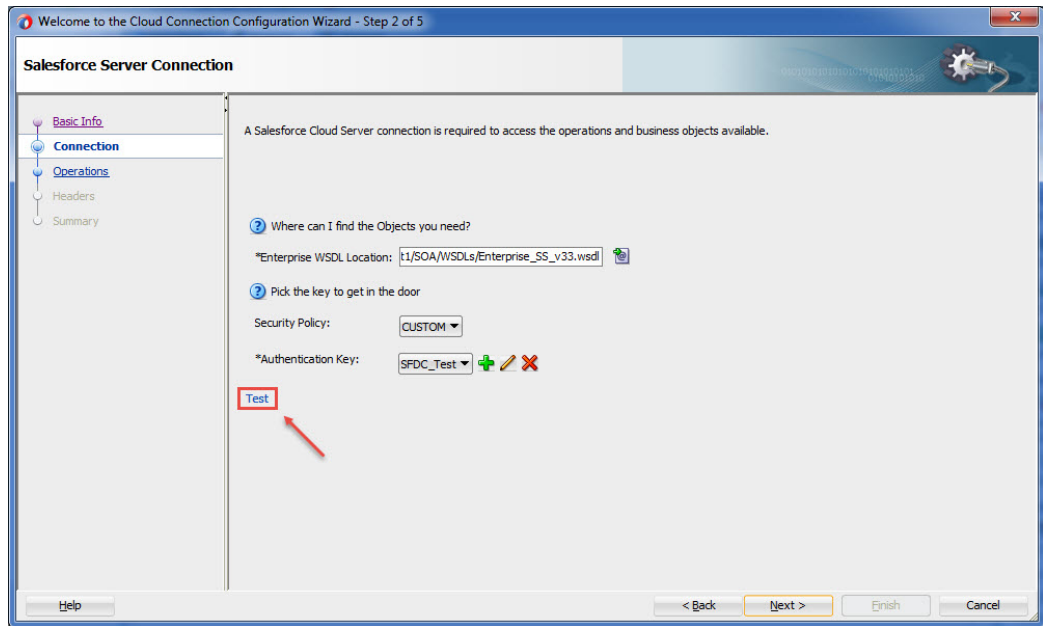 Welcome to the Cloud Connection Configuration Wizard - Step 2 of 5
Salesforce Server Connection
Basic Info
Connection
Operations
Headers
Summary
A Salesforce Cloud Server connection is required to access the operations and business objects available.
Where can I find the Objects you need?
*Enterprise WSDL Location: t1/SOA/WSDLs/Enterprise_SS_v33.wsdl
Pick the key to get in the door
Security Policy: CUSTOM
*Authentication Key: SFDC_Test
Test
Help < Back Next > Finish Cancel